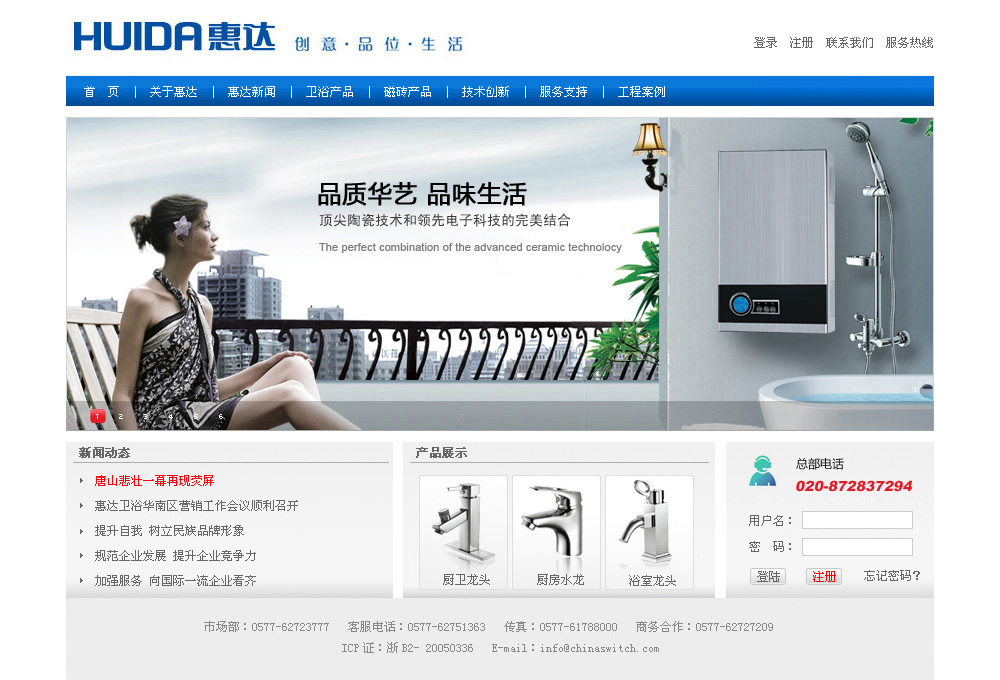 HUIDA惠达 创意·品位·生活
登录 注册 联系我们 服务热线
首 页 | 关于惠达 | 惠达新闻 | 卫浴产品 | 磁砖产品 | 技术创新 | 服务支持 | 工程案例
品质华艺 品味生活
顶尖陶瓷技术和领先电子科技的完美结合
The perfect combination of the advanced ceramic technology
1 2 3 4 5 6
新闻动态
唐山悲壮一幕再现荧屏
惠达卫浴华南区营销工作会议顺利召开
提升自我 树立民族品牌形象
规范企业发展 提升企业竞争力
加强服务 向国际一流企业看齐
产品展示
厨卫龙头 厨房水龙 浴室龙头
总部电话
020-872837294
用户名：
密 码：
登陆 注册 忘记密码?
市场部：0577-62723777 客服电话：0577-62751363 传真：0577-61788000 商务合作：0577-62727209
ICP 证：浙 B2- 20050336 E-mail：info@chinaswitch.com